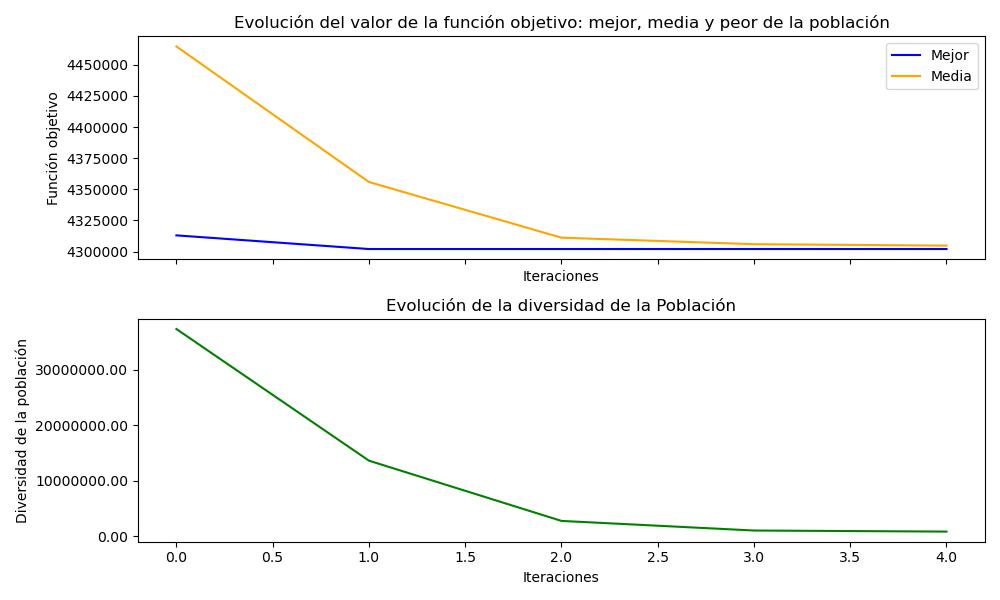 Evolución del valor de la función objetivo: mejor, media y peor de la población
Función objetivo
4450000
4425000
4400000
4375000
4350000
4325000
4300000
Mejor
Media
Iteraciones
Evolución de la diversidad de la Población
Diversidad de la población
30000000.00
20000000.00
10000000.00
0.00
0.0 0.5 1.0 1.5 2.0 2.5 3.0 3.5 4.0
Iteraciones